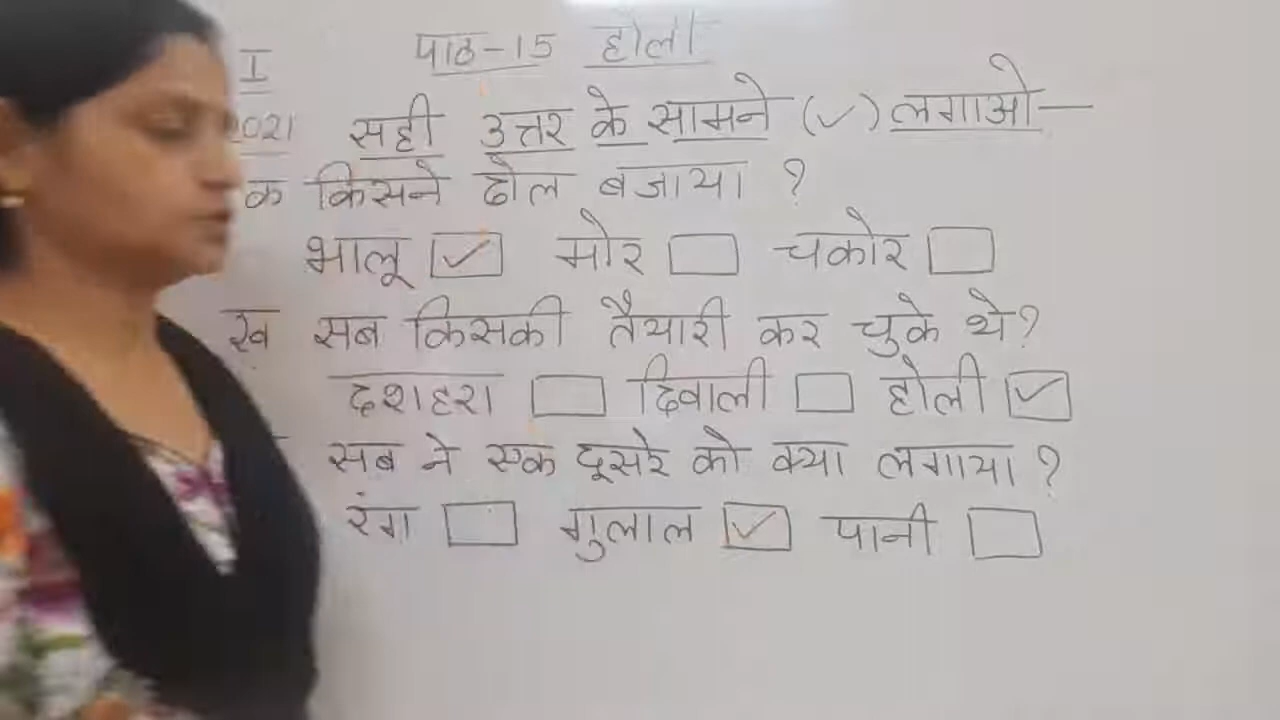 I पाठ-15 होली
2021 सही उत्तर के सामने (✓) लगाओ—
क किसने ढोल बजाया ?
भालू ☑ मोर ☐ चकोर ☐
ख सब किसकी तैयारी कर चुके थे?
दशहरा ☐ दिवाली ☐ होली ☑
सब ने एक दूसरे को क्या लगाया ?
रंग ☐ गुलाल ☑ पानी ☐